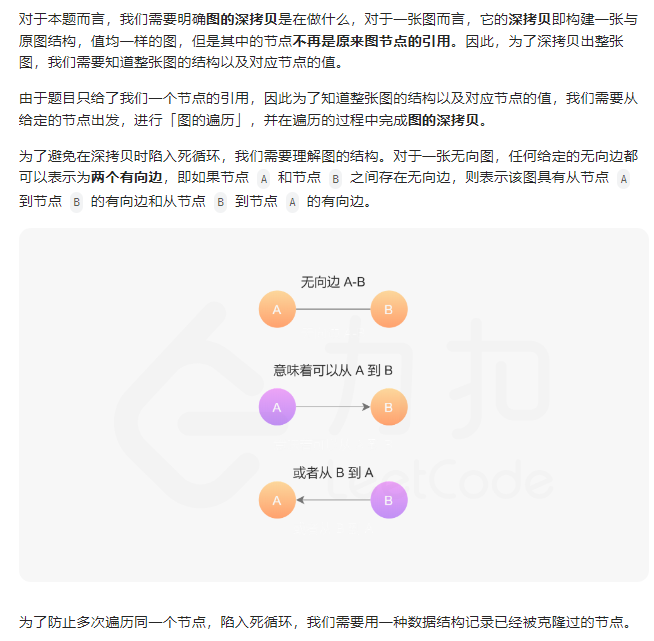 对于本题而言，我们需要明确图的深拷贝是在做什么，对于一张图而言，它的深拷贝即构建一张与
原图结构，值均一样的图，但是其中的节点不再是原来图节点的引用。因此，为了深拷贝出整张
图，我们需要知道整张图的结构以及对应节点的值。
由于题目只给了我们一个节点的引用，因此为了知道整张图的结构以及对应节点的值，我们需要从
给定的节点出发，进行「图的遍历」，并在遍历的过程中完成图的深拷贝。
为了避免在深拷贝时陷入死循环，我们需要理解图的结构。对于一张无向图，任何给定的无向边都
可以表示为两个有向边，即如果节点 A 和节点 B 之间存在无向边，则表示该图具有从节点 A
到节点 B 的有向边和从节点 B 到节点 A 的有向边。
无向边 A-B
A B
意味着可以从 A 到 B
A B
或者从 B 到 A
A B
力扣
LeetCode
为了防止多次遍历同一个节点，陷入死循环，我们需要用一种数据结构记录已经被克隆过的节点。